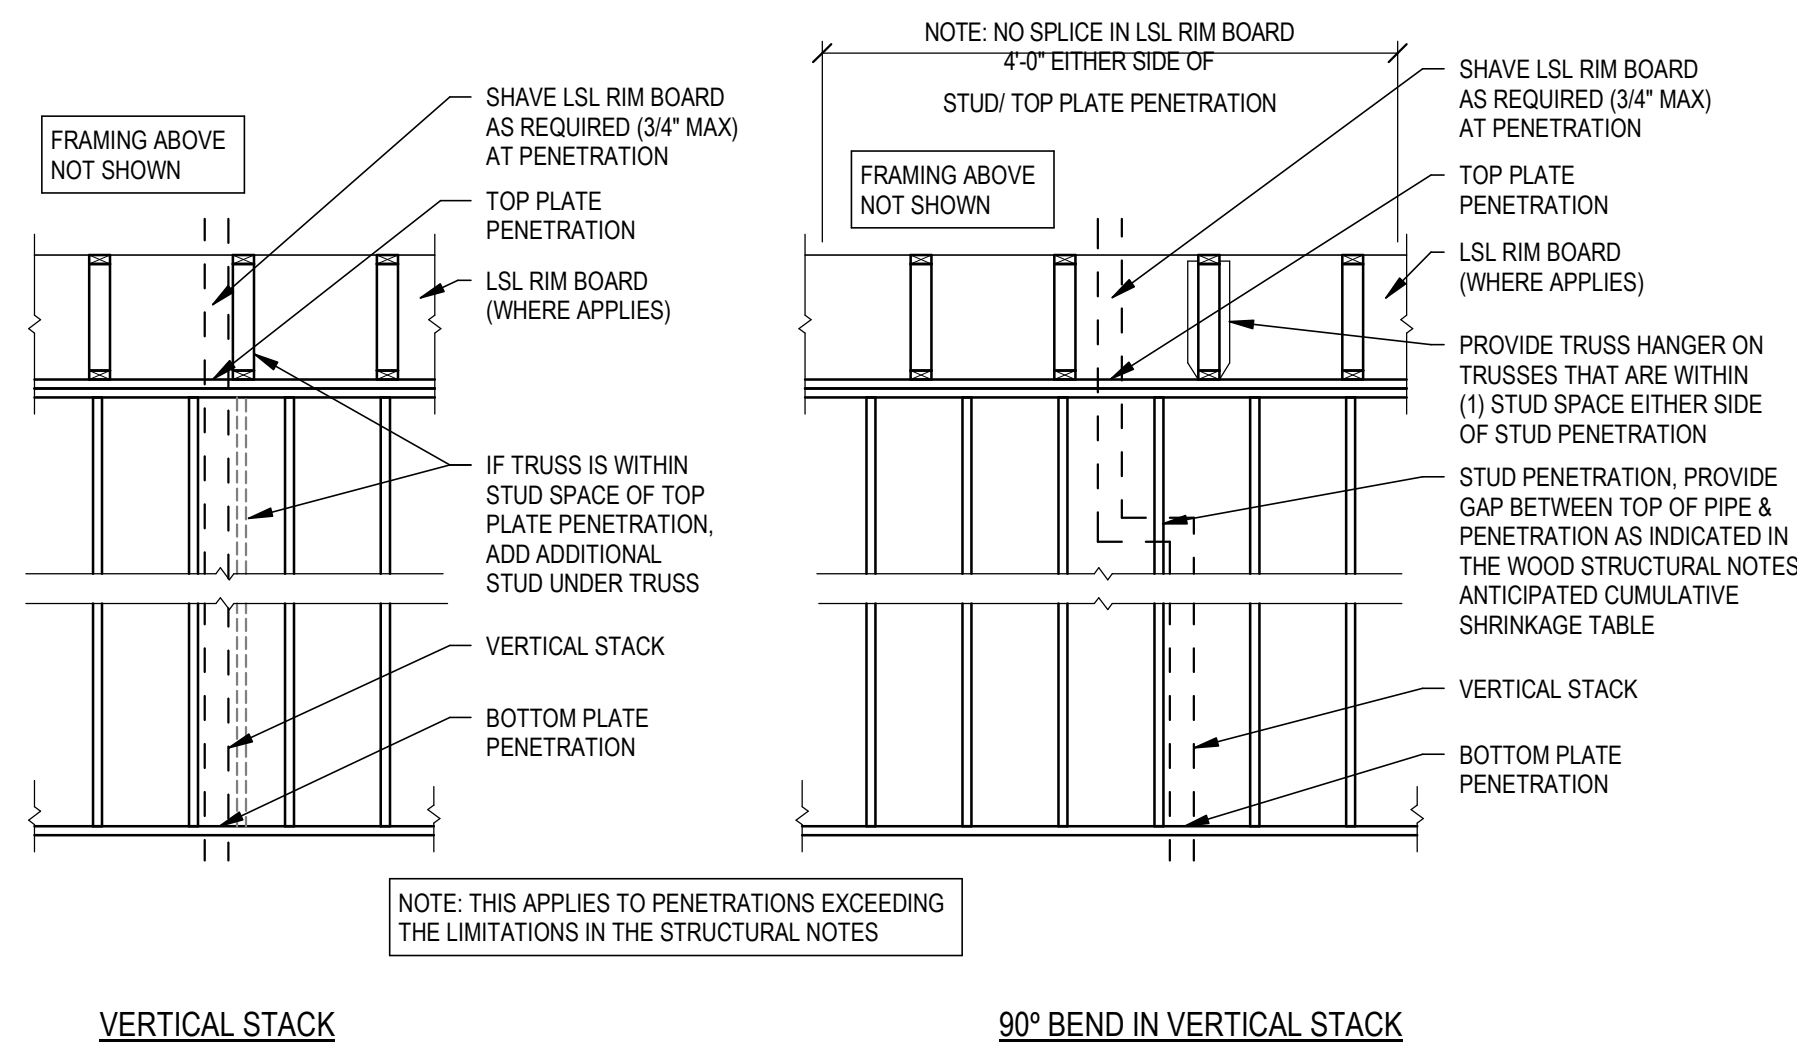 FRAMING ABOVE
NOT SHOWN
SHAVE LSL RIM BOARD
AS REQUIRED (3/4" MAX)
AT PENETRATION
TOP PLATE
PENETRATION
LSL RIM BOARD
(WHERE APPLIES)
IF TRUSS IS WITHIN
STUD SPACE OF TOP
PLATE PENETRATION,
ADD ADDITIONAL
STUD UNDER TRUSS
VERTICAL STACK
BOTTOM PLATE
PENETRATION
NOTE: NO SPLICE IN LSL RIM BOARD
4'-0" EITHER SIDE OF
STUD/ TOP PLATE PENETRATION
FRAMING ABOVE
NOT SHOWN
SHAVE LSL RIM BOARD
AS REQUIRED (3/4" MAX)
AT PENETRATION
TOP PLATE
PENETRATION
LSL RIM BOARD
(WHERE APPLIES)
PROVIDE TRUSS HANGER ON
TRUSSES THAT ARE WITHIN
(1) STUD SPACE EITHER SIDE
OF STUD PENETRATION
STUD PENETRATION, PROVIDE
GAP BETWEEN TOP OF PIPE &
PENETRATION AS INDICATED IN
THE WOOD STRUCTURAL NOTES
ANTICIPATED CUMULATIVE
SHRINKAGE TABLE
VERTICAL STACK
BOTTOM PLATE
PENETRATION
NOTE: THIS APPLIES TO PENETRATIONS EXCEEDING
THE LIMITATIONS IN THE STRUCTURAL NOTES
VERTICAL STACK
90º BEND IN VERTICAL STACK